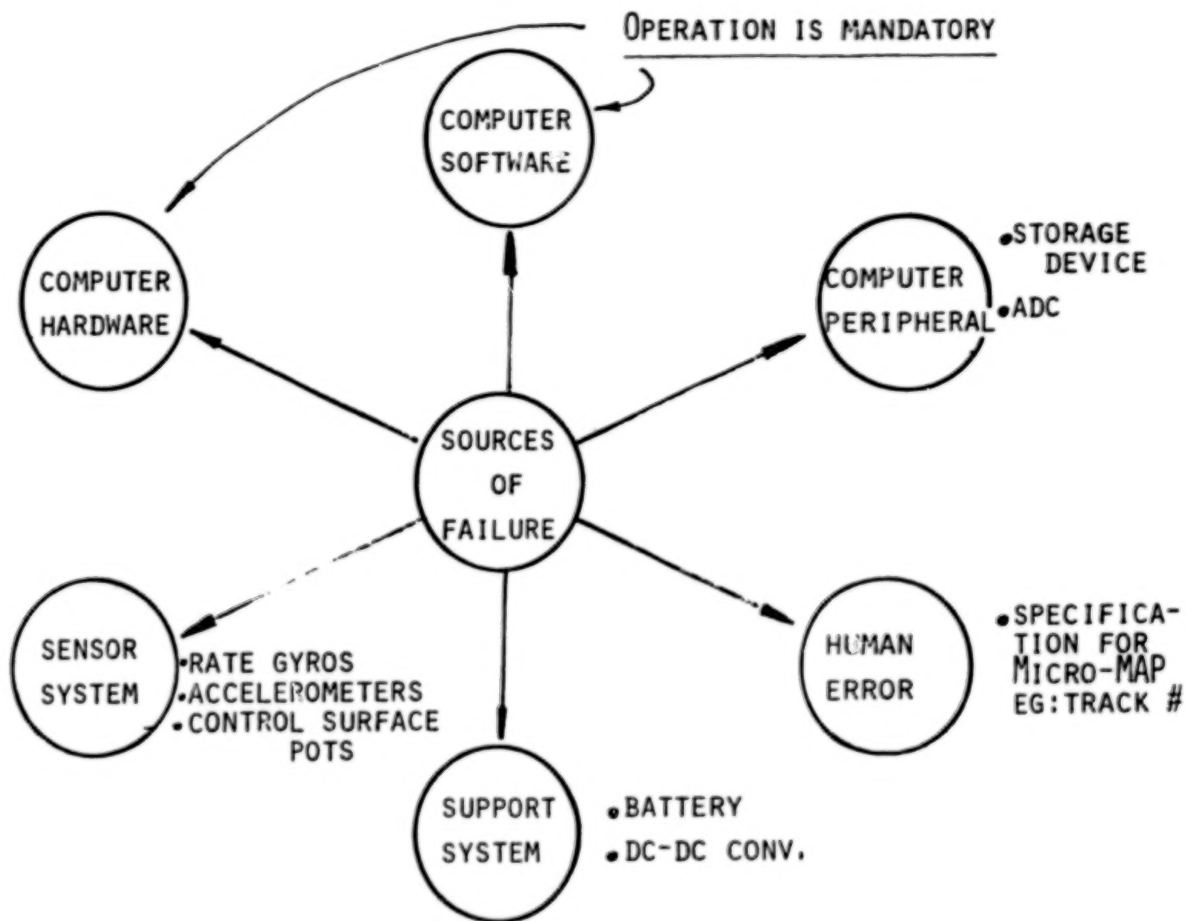 OPERATION IS MANDATORY
COMPUTER
SOFTWARE
COMPUTER
HARDWARE
COMPUTER
PERIPHERAL
•STORAGE
DEVICE
•ADC
SOURCES
OF
FAILURE
SENSOR
SYSTEM
•RATE GYROS
•ACCELEROMETERS
•CONTROL SURFACE
POTS
HUMAN
ERROR
•SPECIFICA-
TION FOR
MICRO-MAP
EG:TRACK #
SUPPORT
SYSTEM
•BATTERY
•DC-DC CONV.